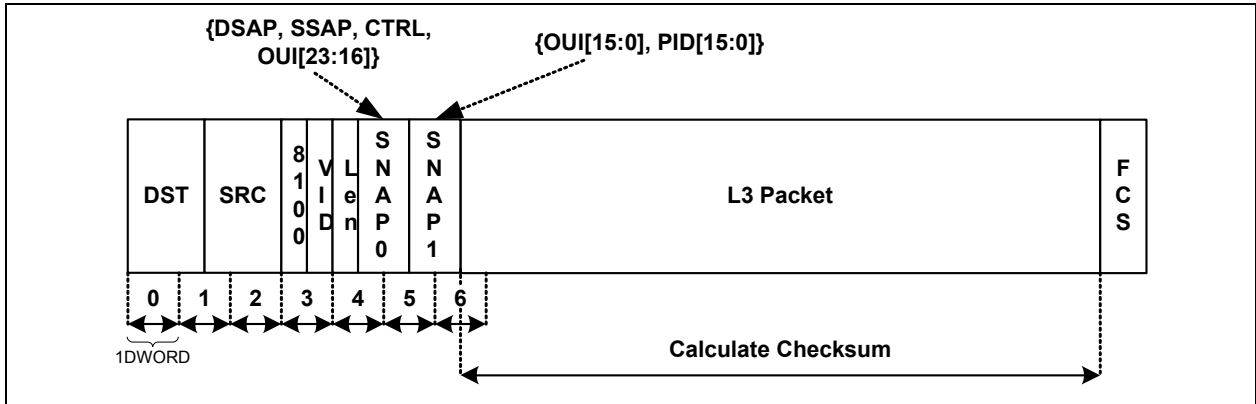 {DSAP, SSAP, CTRL,
OUI[23:16]}
{OUI[15:0], PID[15:0]}
DST
SRC
8
1
0
0
V
I
D
L
e
n
S
N
A
P
0
S
N
A
P
1
L3 Packet
F
C
S
0 1 2 3 4 5 6
1DWORD
Calculate Checksum